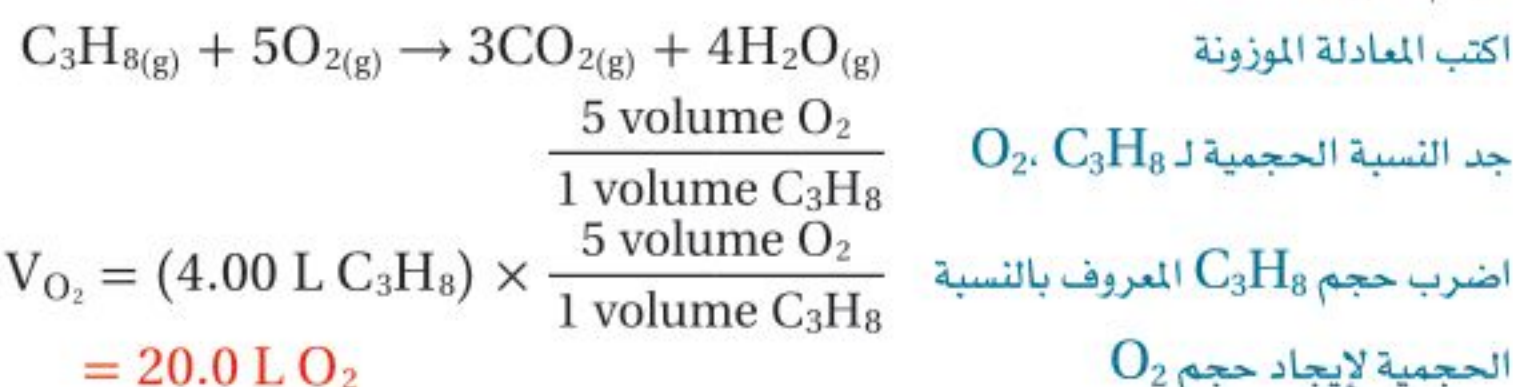 C₃H₈₍g₎ + 5O₂₍g₎ → 3CO₂₍g₎ + 4H₂O₍g₎ اكتب المعادلة الموزونة
5 volume O₂
جد النسبة الحجمية لـ O₂، C₃H₈
1 volume C₃H₈
5 volume O₂
V_O₂ = (4.00 L C₃H₈) × اضرب حجم C₃H₈ المعروف بالنسبة
1 volume C₃H₈
= 20.0 L O₂ الحجمية لإيجاد حجم O₂